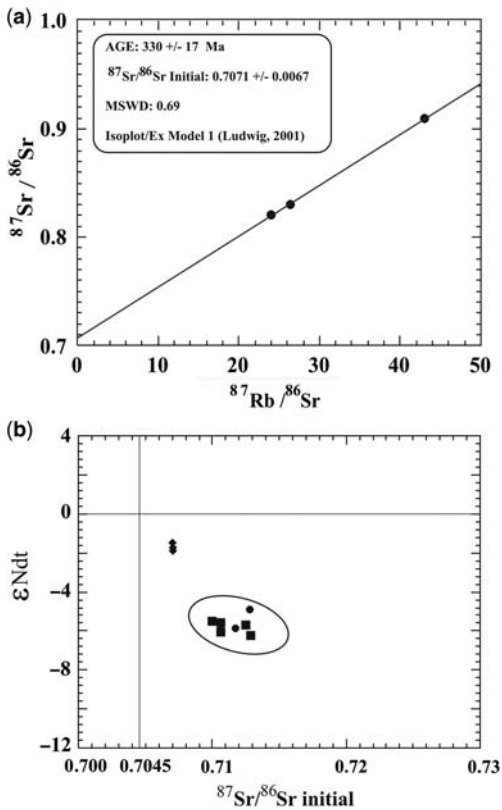 (a)
1.0
AGE: 330 +/- 17 Ma
87Sr/86Sr Initial: 0.7071 +/- 0.0067
MSWD: 0.69
Isoplot/Ex Model 1 (Ludwig, 2001)
0.9
87Sr / 86Sr
0.8
0.7
0 10 20 30 40 50
87Rb /86Sr
(b)
4
0
εNdt
−4
−8
−12
0.700 0.7045 0.71 0.72 0.73
87Sr/86Sr initial